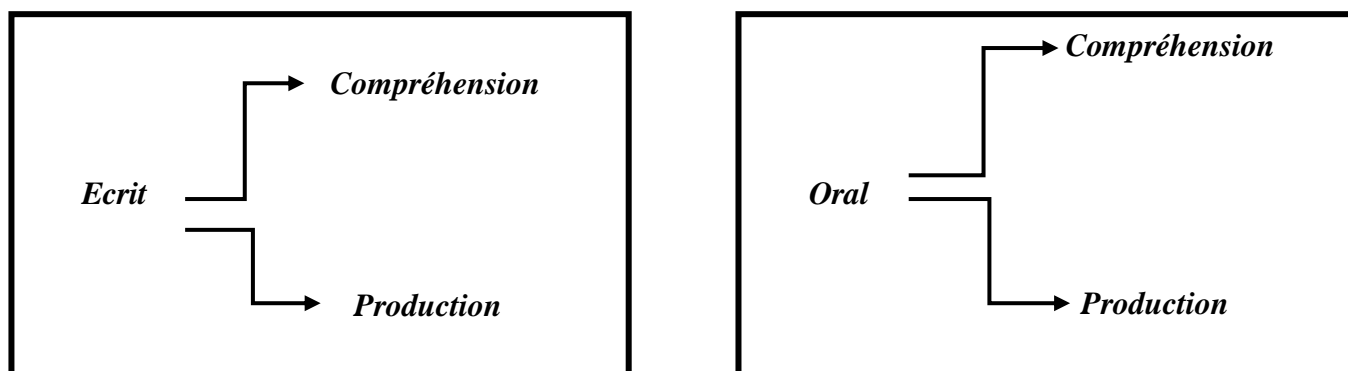 Compréhension
Ecrit
Production
Compréhension
Oral
Production